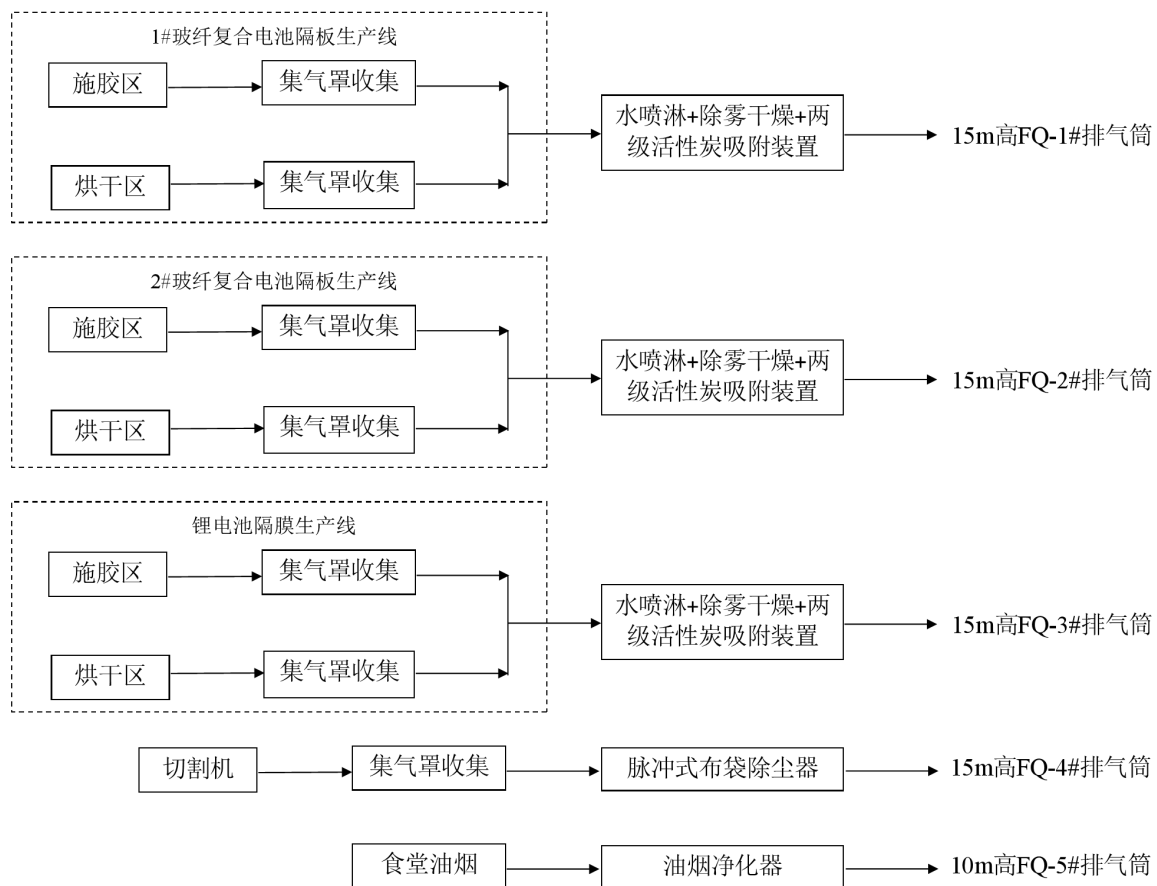 1#玻纤复合电池隔板生产线
施胶区
集气罩收集
水喷淋+除雾干燥+两
级活性炭吸附装置
15m高FQ-1#排气筒
烘干区
集气罩收集
2#玻纤复合电池隔板生产线
施胶区
集气罩收集
水喷淋+除雾干燥+两
级活性炭吸附装置
15m高FQ-2#排气筒
烘干区
集气罩收集
锂电池隔膜生产线
施胶区
集气罩收集
水喷淋+除雾干燥+两
级活性炭吸附装置
15m高FQ-3#排气筒
烘干区
集气罩收集
切割机
集气罩收集
脉冲式布袋除尘器
15m高FQ-4#排气筒
食堂油烟
油烟净化器
10m高FQ-5#排气筒